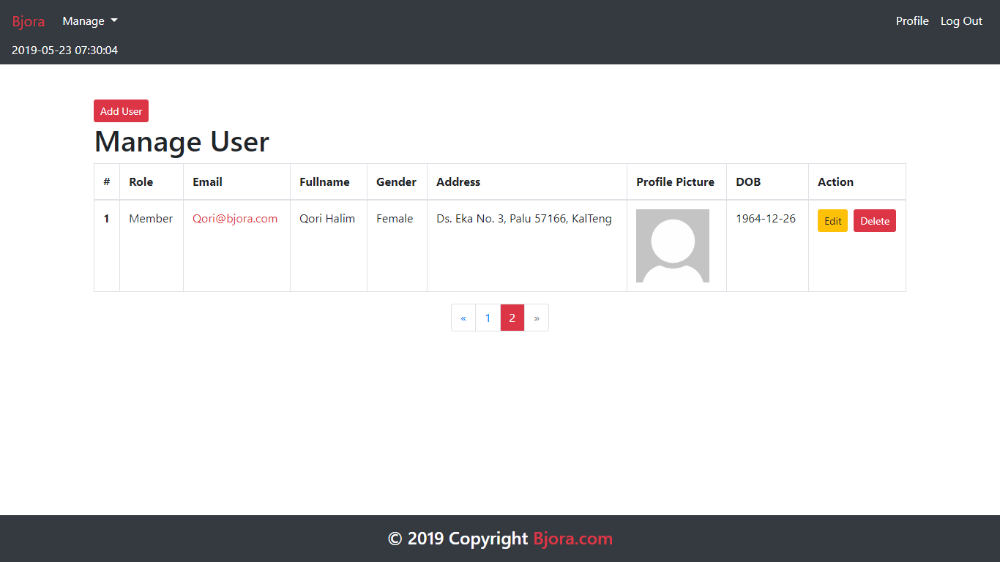 Bjora Manage Profile Log Out
2019-05-23 07:30:04
Add User
Manage User
# Role Email Fullname Gender Address Profile Picture DOB Action
1 Member Qori@bjora.com Qori Halim Female Ds. Eka No. 3, Palu 57166, KalTeng 1964-12-26 Edit Delete
« 1 2 »
© 2019 Copyright Bjora.com